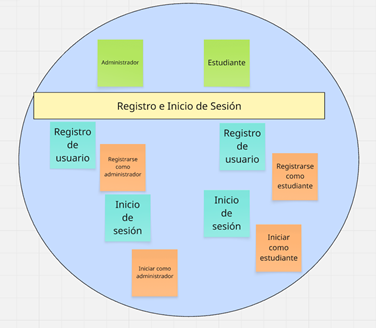 Administrador
Estudiante
Registro e Inicio de Sesión
Registro
de
usuario
Registrarse
como
administrador
Inicio
de
sesión
Iniciar como
administrador
Registro
de
usuario
Registrarse
como
estudiante
Inicio
de
sesión
Iniciar
como
estudiante